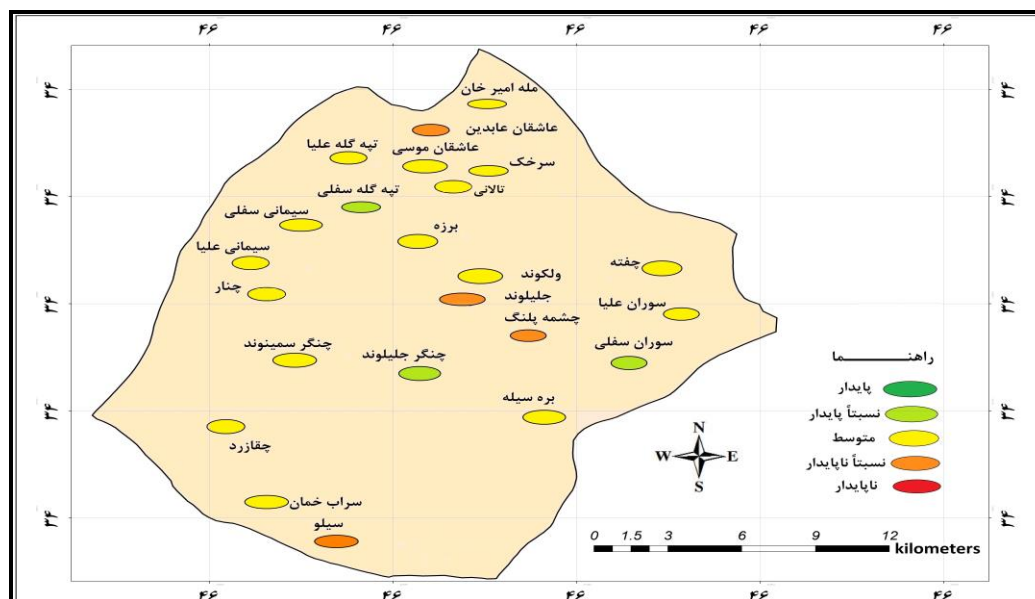 ۴۶ ۴۶ ۴۶ ۴۶ ۴۶
۳۴ ۳۴
مله امیر خان
عاشقان عابدین
تپه گله علیا
عاشقان موسی
سرخک
تالانی
۳۴ ۳۴
تپه گله سفلی
سیمانی سفلی
برزه
سیمانی علیا
چفته
ولکوند
چنار
جلیلوند
سوران علیا
۳۴ ۳۴
چشمه پلنگ
سوران سفلی
چنگر سمینوند
چنگر جلیلوند
بره سیله
۳۴ ۳۴
چقازرد
سراب خمان
سیلو
۳۴ ۳۴
راهنــــــــما
پایدار
نسبتاً پایدار
متوسط
نسبتاً ناپایدار
ناپایدار
N
W E
S
0 1.5 3 6 9 12
kilometers
۴۶ ۴۶ ۴۶ ۴۶ ۴۶